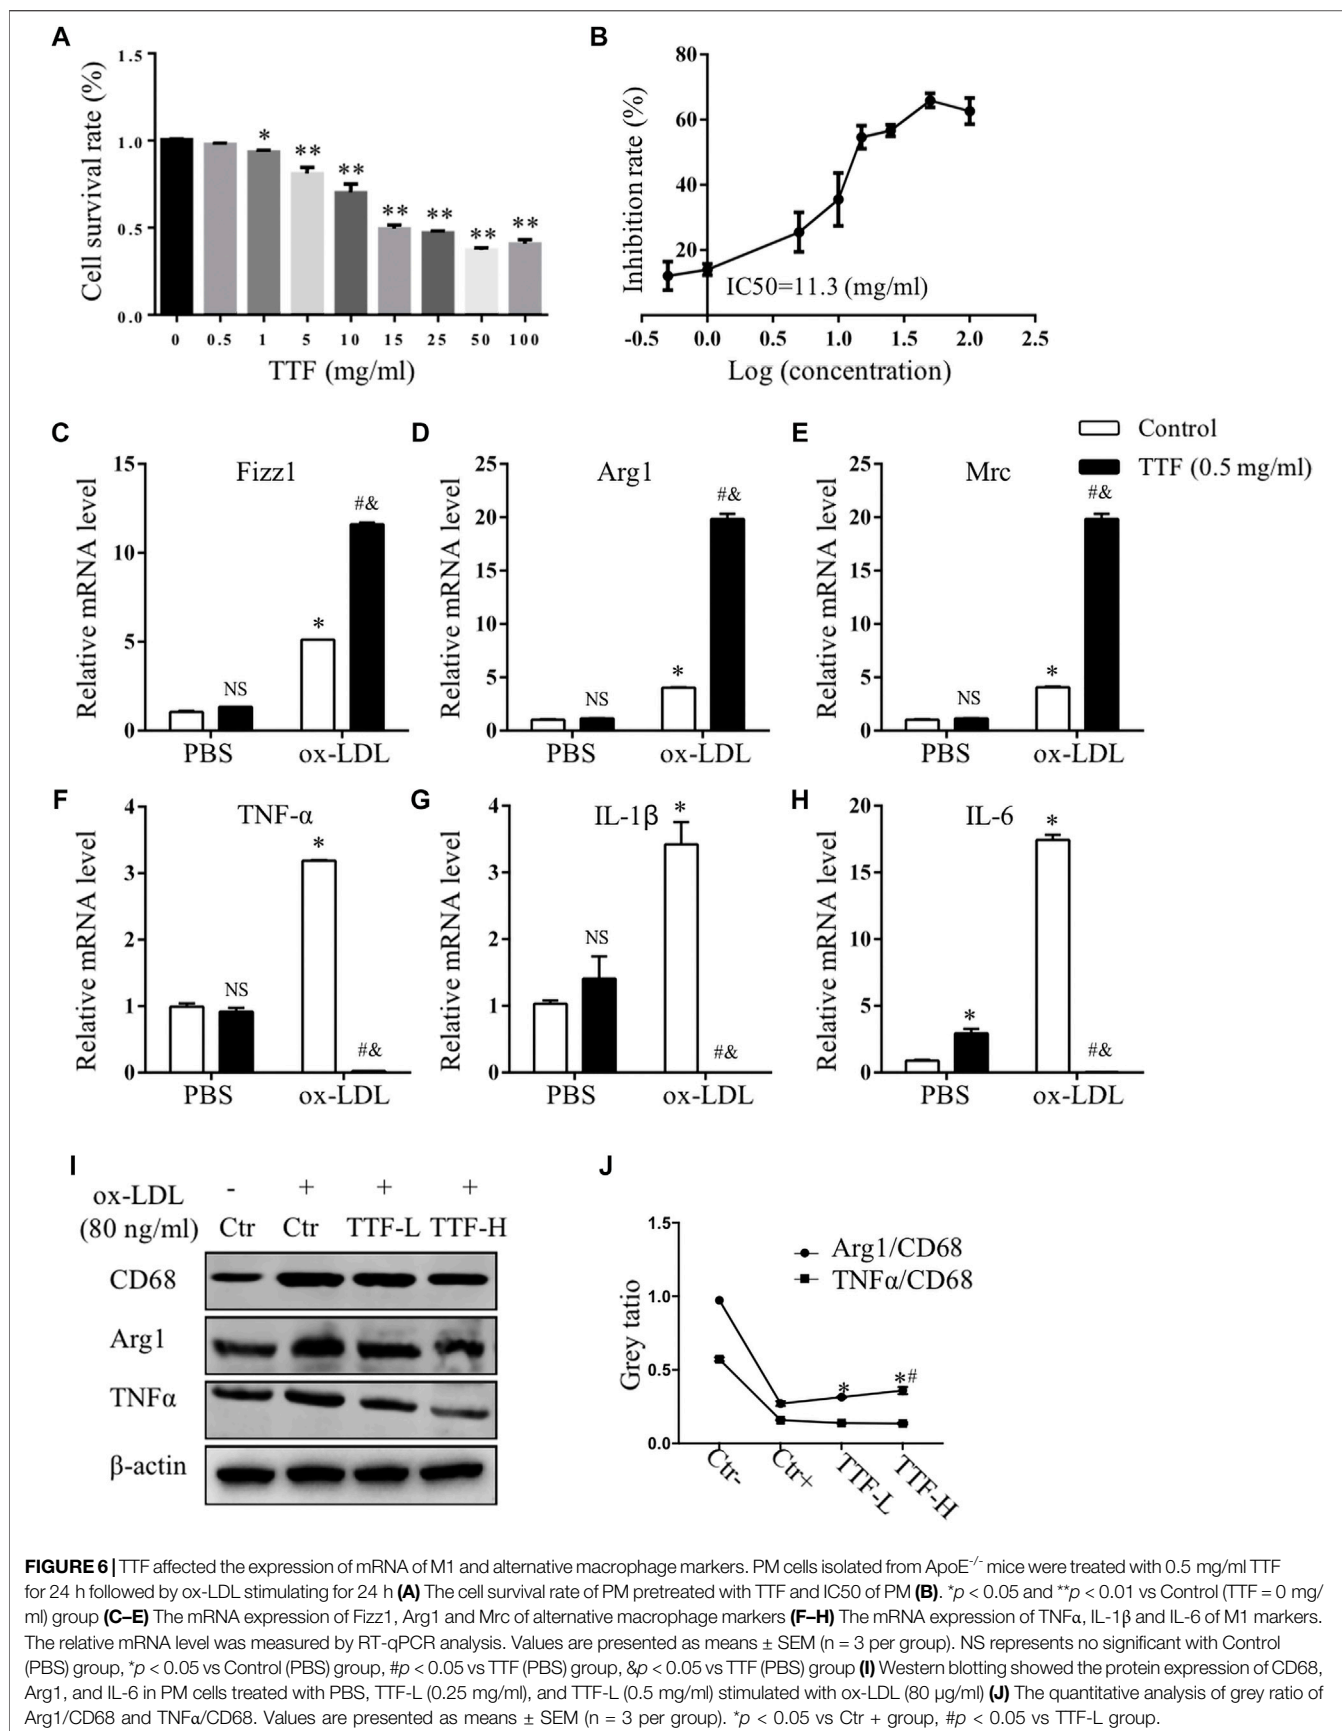 A
Cell survival rate (%)
1.5
1.0
0.5
0.0
*
**
**
**
**
**
**
0 0.5 1 5 10 15 25 50 100
TTF (mg/ml)
B
Inhibition rate (%)
80
60
40
20
IC50=11.3 (mg/ml)
-0.5 0.0 0.5 1.0 1.5 2.0 2.5
Log (concentration)
Control
TTF (0.5 mg/ml)
C
Fizz1
Relative mRNA level
15
10
5
0
NS
*
#&
PBS ox-LDL
D
Arg1
Relative mRNA level
25
20
15
10
5
0
NS
*
#&
PBS ox-LDL
E
Mrc
Relative mRNA level
25
20
15
10
5
0
NS
*
#&
PBS ox-LDL
F
TNF-α
Relative mRNA level
4
3
2
1
0
NS
*
#&
PBS ox-LDL
G
IL-1β
Relative mRNA level
4
3
2
1
0
NS
*
#&
PBS ox-LDL
H
IL-6
Relative mRNA level
20
15
10
5
0
*
*
#&
PBS ox-LDL
I
ox-LDL - + + +
(80 ng/ml) Ctr Ctr TTF-L TTF-H
CD68
Arg1
TNFα
β-actin
J
Grey tatio
1.5
1.0
0.5
0.0
Arg1/CD68
TNFα/CD68
*
*#
Ctr- Ctr+ TTF-L TTF-H
FIGURE 6 | TTF affected the expression of mRNA of M1 and alternative macrophage markers. PM cells isolated from ApoE-/- mice were treated with 0.5 mg/ml TTF
for 24 h followed by ox-LDL stimulating for 24 h (A) The cell survival rate of PM pretreated with TTF and IC50 of PM (B). *p < 0.05 and **p < 0.01 vs Control (TTF = 0 mg/
ml) group (C–E) The mRNA expression of Fizz1, Arg1 and Mrc of alternative macrophage markers (F–H) The mRNA expression of TNFα, IL-1β and IL-6 of M1 markers.
The relative mRNA level was measured by RT-qPCR analysis. Values are presented as means ± SEM (n = 3 per group). NS represents no significant with Control
(PBS) group, *p < 0.05 vs Control (PBS) group, #p < 0.05 vs TTF (PBS) group, &p < 0.05 vs TTF (PBS) group (I) Western blotting showed the protein expression of CD68,
Arg1, and IL-6 in PM cells treated with PBS, TTF-L (0.25 mg/ml), and TTF-L (0.5 mg/ml) stimulated with ox-LDL (80 μg/ml) (J) The quantitative analysis of grey ratio of
Arg1/CD68 and TNFα/CD68. Values are presented as means ± SEM (n = 3 per group). *p < 0.05 vs Ctr + group, #p < 0.05 vs TTF-L group.